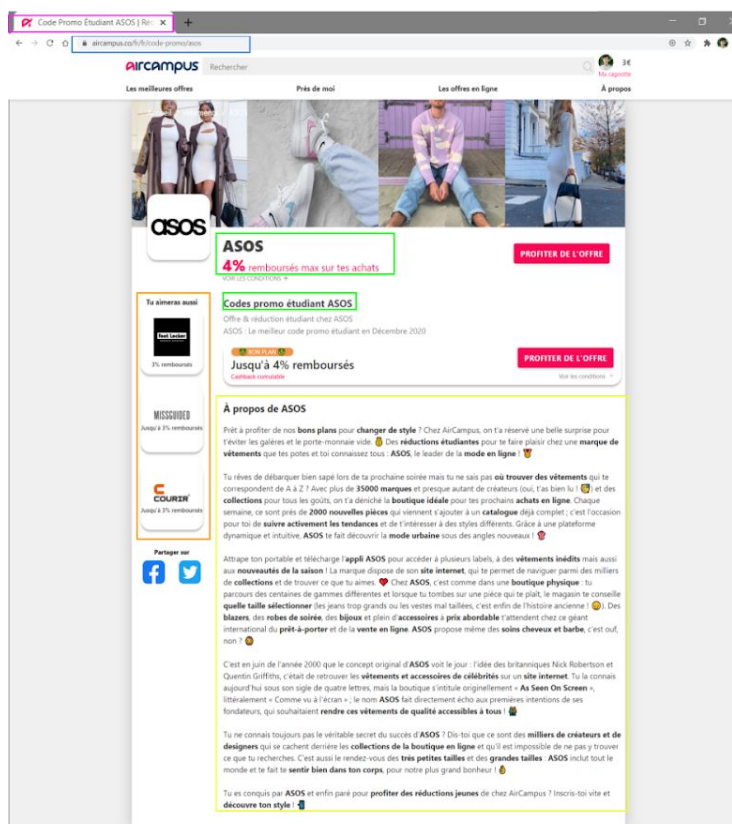 Code Promo Étudiant ASOS | Réc
aircampus.co/fr/fr/code-promo/asos
aircampus Rechercher 3€
Ma cagnotte
Les meilleures offres Près de moi Les offres en ligne À propos
asos
ASOS
4% remboursés max sur tes achats
VOIR LES CONDITIONS
PROFITER DE L'OFFRE
Tu aimeras aussi
Foot Locker
3% remboursés
MISSGUIDED
Jusqu'à 3% remboursés
COURIR
Jusqu'à 3% remboursés
Partager sur
Codes promo étudiant ASOS
Offre & réduction étudiant chez ASOS
ASOS : Le meilleur code promo étudiant en Décembre 2020
BON PLAN
Jusqu'à 4% remboursés
Cashback cumulable
PROFITER DE L'OFFRE
Voir les conditions
À propos de ASOS
Prêt à profiter de nos bons plans pour changer de style ? Chez AirCampus, on t'a réservé une belle surprise pour
t'éviter les galères et le porte-monnaie vide. Des réductions étudiantes pour te faire plaisir chez une marque de
vêtements que tes potes et toi connaissez tous : ASOS, le leader de la mode en ligne !
Tu rêves de débarquer bien sapé lors de ta prochaine soirée mais tu ne sais pas où trouver des vêtements qui te
correspondent de A à Z ? Avec plus de 35000 marques et presque autant de créateurs (oui, t'as bien lu ! ) et des
collections pour tous les goûts, on t'a déniché la boutique idéale pour tes prochains achats en ligne. Chaque
semaine, ce sont près de 2000 nouvelles pièces qui viennent s'ajouter à un catalogue déjà complet ; c'est l'occasion
pour toi de suivre activement les tendances et de t'intéresser à des styles différents. Grâce à une plateforme
dynamique et intuitive, ASOS te fait découvrir la mode urbaine sous des angles nouveaux !
Attrape ton portable et télécharge l'appli ASOS pour accéder à plusieurs labels, à des vêtements inédits mais aussi
aux nouveautés de la saison ! La marque dispose de son site internet, qui te permet de naviguer parmi des milliers
de collections et de trouver ce que tu aimes. Chez ASOS, c'est comme dans une boutique physique : tu
parcours des centaines de gammes différentes et lorsque tu tombes sur une pièce qui te plaît, le magasin te conseille
quelle taille sélectionner (les jeans trop grands ou les vestes mal taillées, c'est enfin de l'histoire ancienne ! ). Des
blazers, des robes de soirée, des bijoux et plein d'accessoires à prix abordable t'attendent chez ce géant
international du prêt-à-porter et de la vente en ligne. ASOS propose même des soins cheveux et barbe, c'est ouf,
non ?
C'est en juin de l'année 2000 que le concept original d'ASOS voit le jour : l'idée des britanniques Nick Robertson et
Quentin Griffiths, c'était de retrouver les vêtements et accessoires de célébrités sur un site internet. Tu la connais
aujourd'hui sous son sigle de quatre lettres, mais la boutique s'intitule originellement « As Seen On Screen »,
littéralement « Comme vu à l'écran » ; le nom ASOS fait directement écho aux premières intentions de ses
fondateurs, qui souhaitaient rendre ces vêtements de qualité accessibles à tous !
Tu ne connais toujours pas le véritable secret du succès d'ASOS ? Dis-toi que ce sont des milliers de créateurs et de
designers qui se cachent derrière les collections de la boutique en ligne et qu'il est impossible de ne pas y trouver
ce que tu recherches. C'est aussi le rendez-vous des très petites tailles et des grandes tailles : ASOS inclut tout le
monde et te fait te sentir bien dans ton corps, pour notre plus grand bonheur !
Tu es conquis par ASOS et enfin paré pour profiter des réductions jeunes de chez AirCampus ? Inscris-toi vite et
découvre ton style !